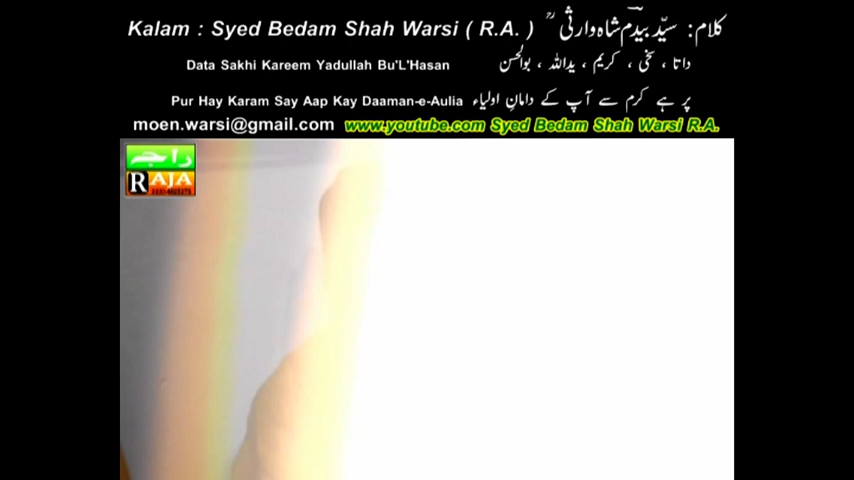 Kalam : Syed Bedam Shah Warsi ( R.A. ) کلام: سیّد بیدم شاہ وارثی ؒ
Data Sakhi Kareem Yadullah Bu'L'Hasan داتا ، سخی ، کریم ، یداللہ ، بوالحسن
Pur Hay Karam Say Aap Kay Daaman-e-Aulia پر ہے کرم سے آپ کے دامانِ اولیاء
moen.warsi@gmail.com www.youtube.com Syed Bedam Shah Warsi R.A.
راجہ
RAJA